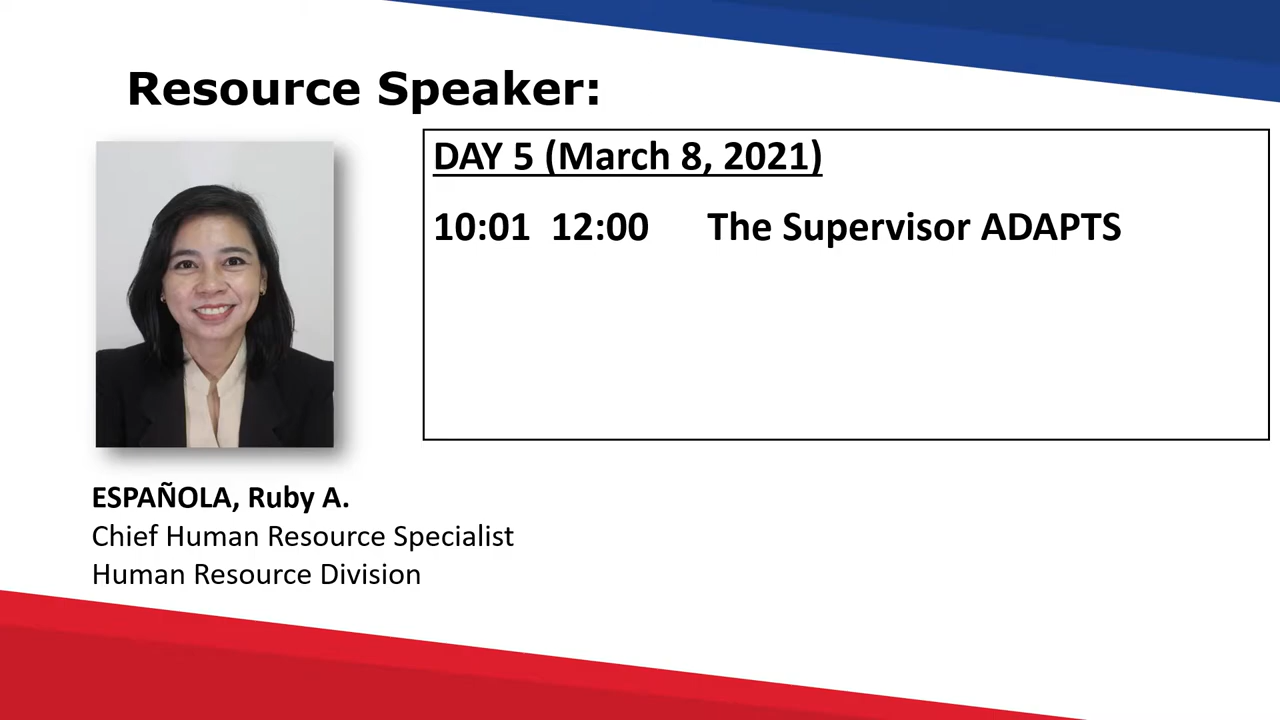 Resource Speaker:
DAY 5 (March 8, 2021)
10:01 12:00 The Supervisor ADAPTS
ESPAÑOLA, Ruby A.
Chief Human Resource Specialist
Human Resource Division